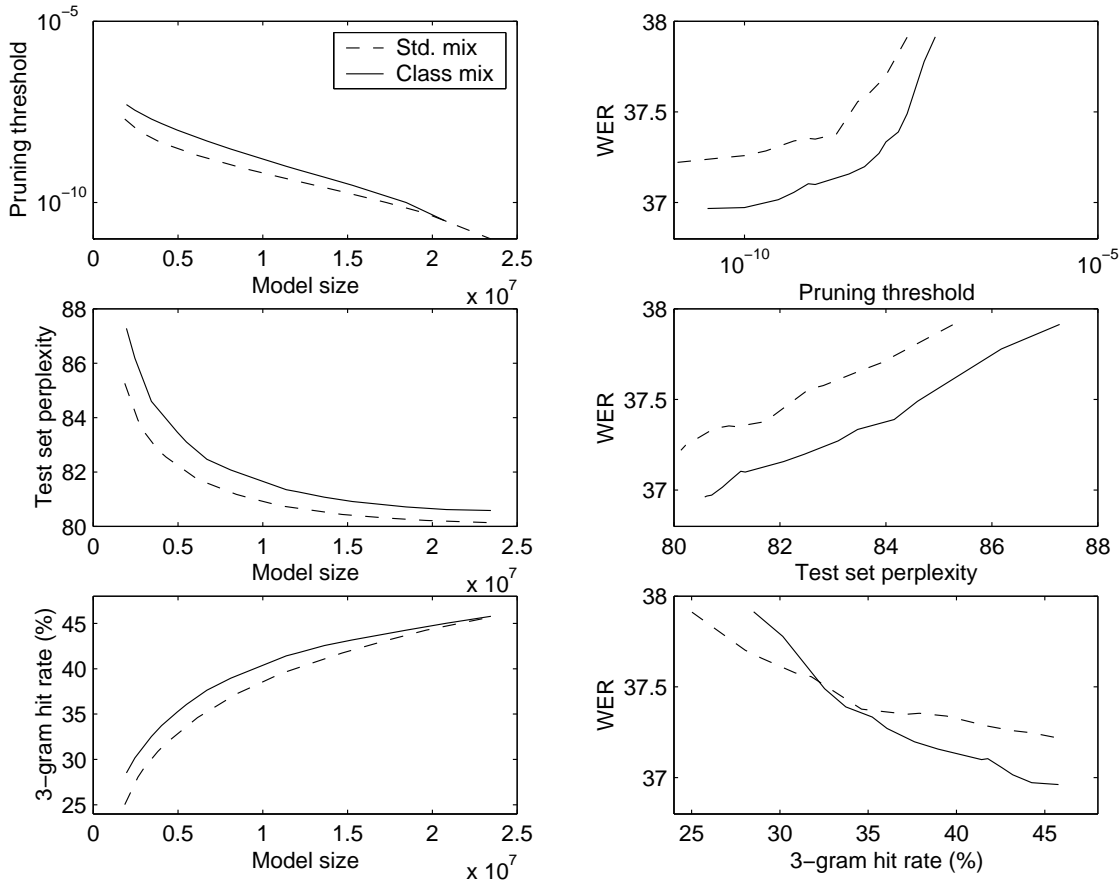 10^-5
10^-10
Pruning threshold
Std. mix
Class mix
0 0.5 1 1.5 2 2.5
x 10^7
Model size
38
37.5
37
WER
10^-10 10^-5
Pruning threshold
88
86
84
82
80
Test set perplexity
0 0.5 1 1.5 2 2.5
x 10^7
Model size
38
37.5
37
WER
80 82 84 86 88
Test set perplexity
45
40
35
30
25
3-gram hit rate (%)
0 0.5 1 1.5 2 2.5
x 10^7
Model size
38
37.5
37
WER
25 30 35 40 45
3-gram hit rate (%)